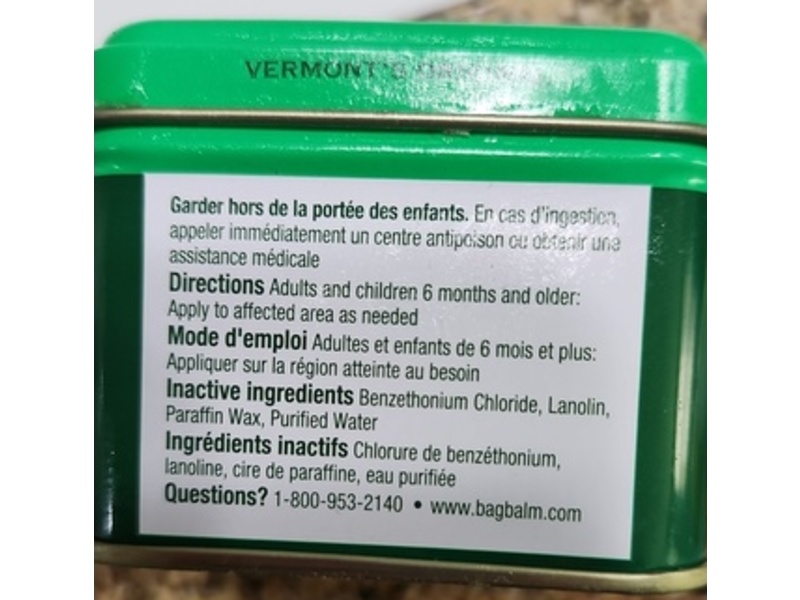 VERMONT'S
Garder hors de la portée des enfants. En cas d'ingestion,
appeler immédiatement un centre antipoison ou obtenir une
assistance médicale
Directions Adults and children 6 months and older:
Apply to affected area as needed
Mode d'emploi Adultes et enfants de 6 mois et plus:
Appliquer sur la région atteinte au besoin
Inactive ingredients Benzethonium Chloride, Lanolin,
Paraffin Wax, Purified Water
Ingrédients inactifs Chlorure de benzéthonium,
lanoline, cire de paraffine, eau purifiée
Questions? 1-800-953-2140 • www.bagbalm.com